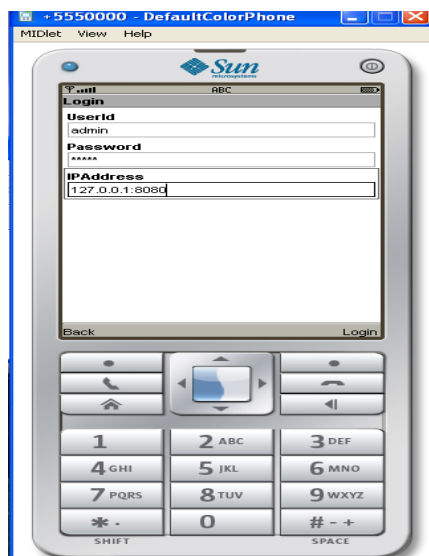 +5550000 - DefaultColorPhone
MIDlet View Help
Sun
microsystems
ABC
Login
UserId
admin
Password
*****
IPAddress
127.0.0.1:8080
Back Login
1 2 ABC 3 DEF
4 GHI 5 JKL 6 MNO
7 PQRS 8 TUV 9 WXYZ
* . 0 # - +
SHIFT SPACE